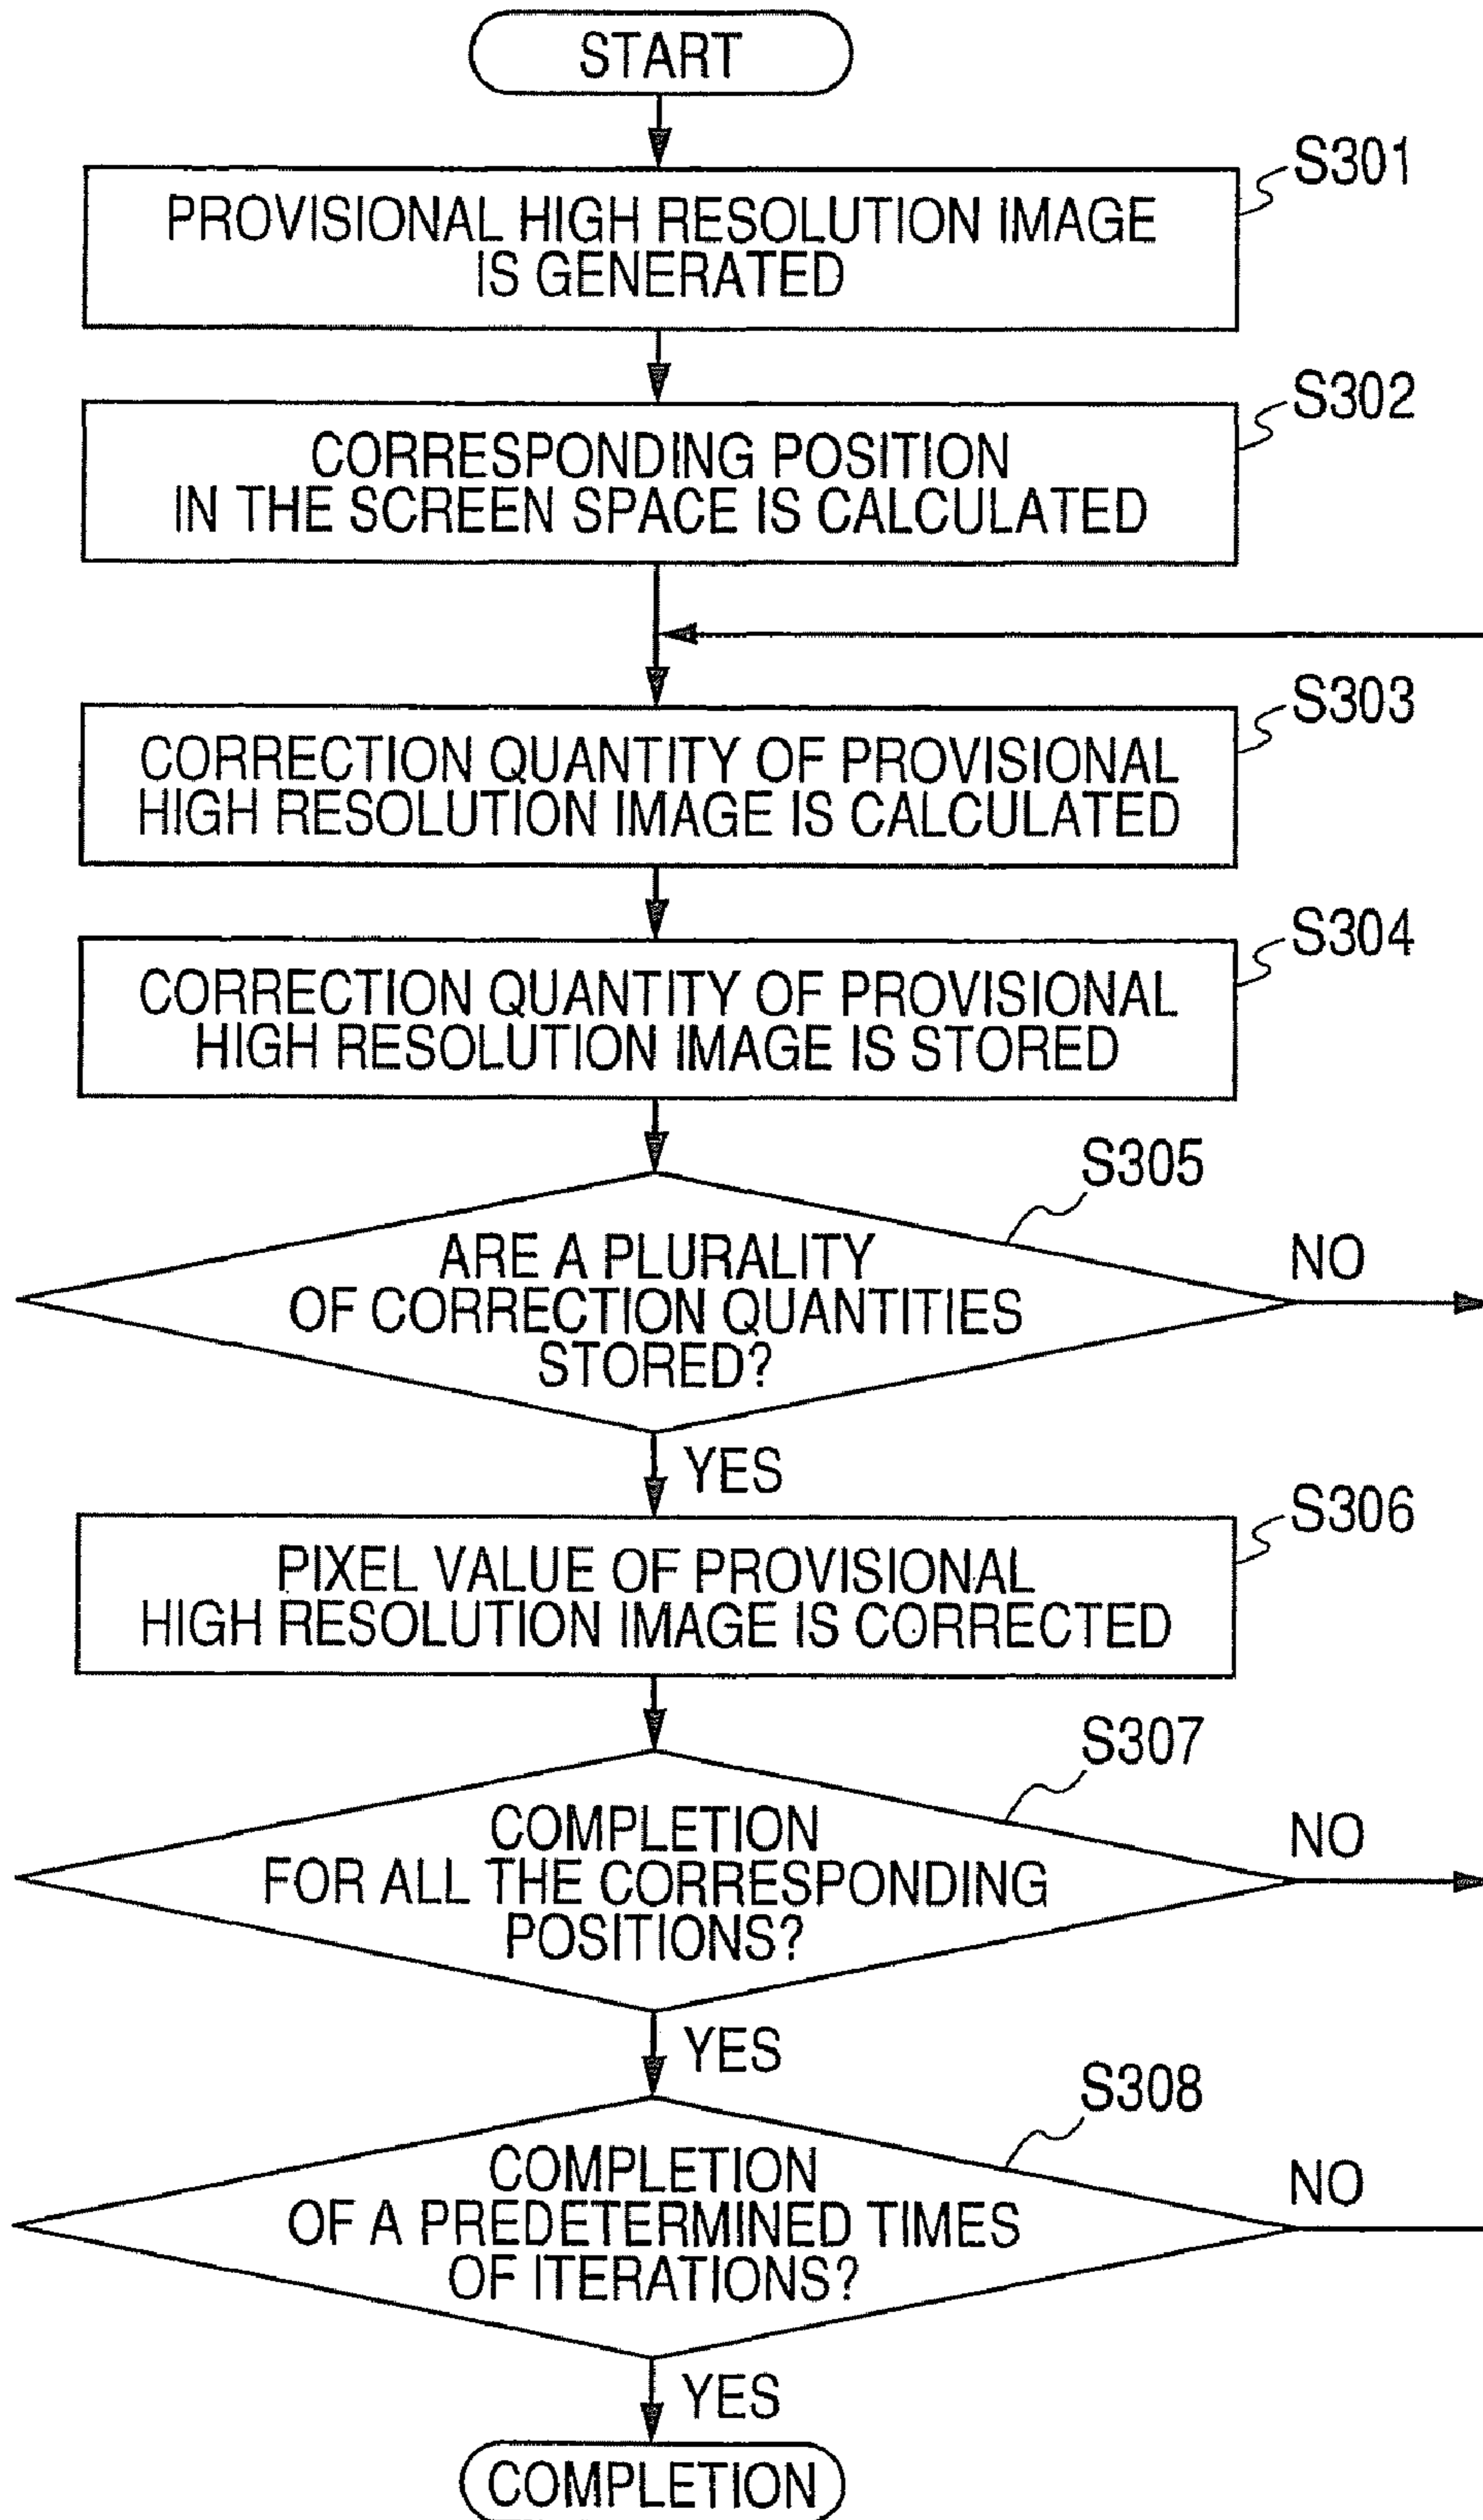 START
S301
PROVISIONAL HIGH RESOLUTION IMAGE
IS GENERATED
S302
CORRESPONDING POSITION
IN THE SCREEN SPACE IS CALCULATED
S303
CORRECTION QUANTITY OF PROVISIONAL
HIGH RESOLUTION IMAGE IS CALCULATED
S304
CORRECTION QUANTITY OF PROVISIONAL
HIGH RESOLUTION IMAGE IS STORED
S305
ARE A PLURALITY
OF CORRECTION QUANTITIES
STORED?
NO
YES
S306
PIXEL VALUE OF PROVISIONAL
HIGH RESOLUTION IMAGE IS CORRECTED
S307
COMPLETION
FOR ALL THE CORRESPONDING
POSITIONS?
NO
YES
S308
COMPLETION
OF A PREDETERMINED TIMES
OF ITERATIONS?
NO
YES
COMPLETION